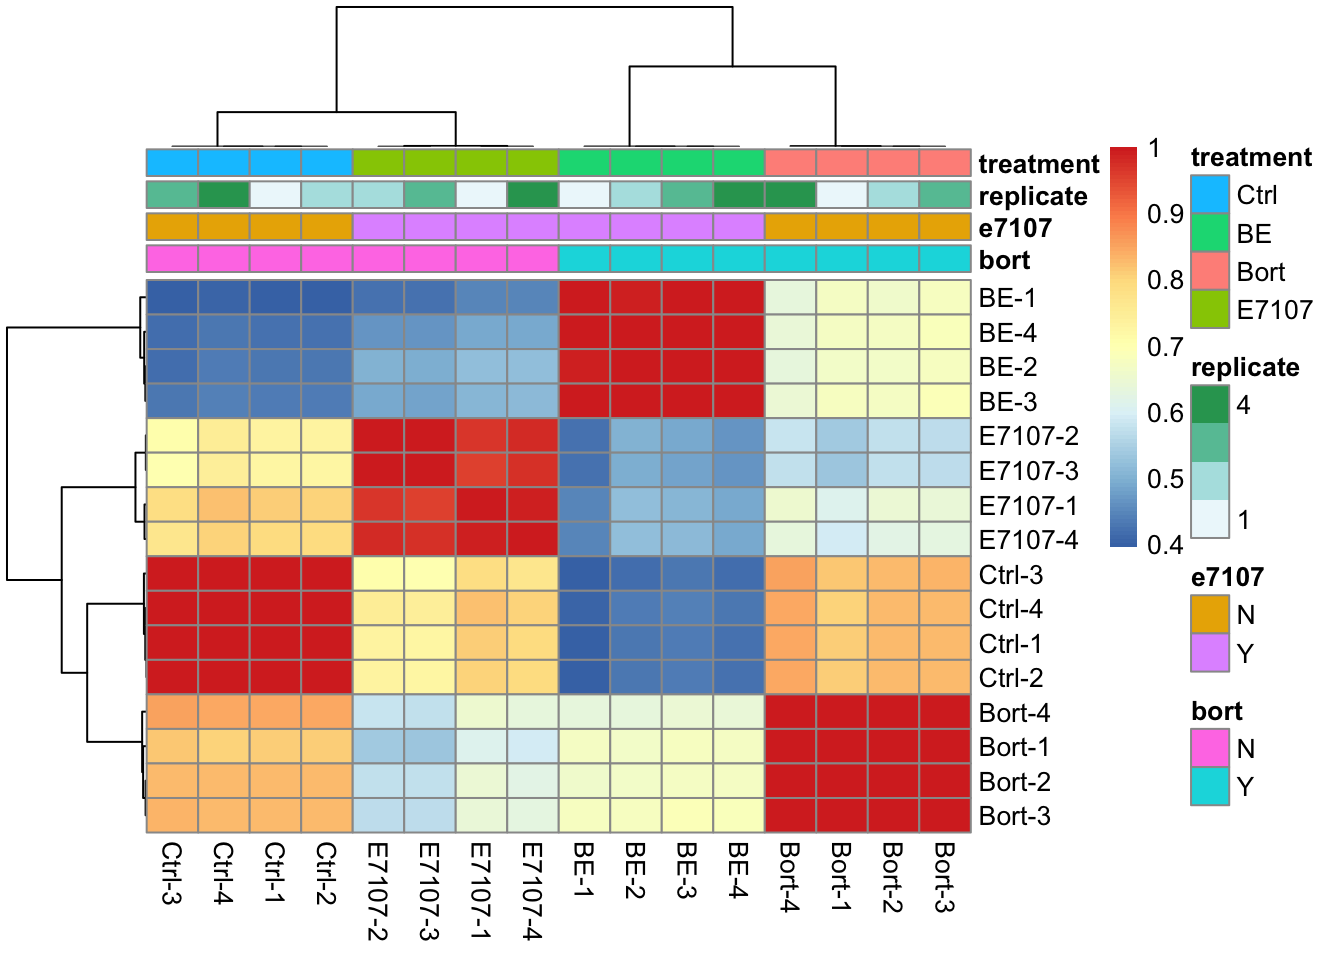 treatment
replicate
e7107
bort
BE-1
BE-4
BE-2
BE-3
E7107-2
E7107-3
E7107-1
E7107-4
Ctrl-3
Ctrl-4
Ctrl-1
Ctrl-2
Bort-4
Bort-1
Bort-2
Bort-3
Ctrl-3
Ctrl-4
Ctrl-1
Ctrl-2
E7107-2
E7107-3
E7107-1
E7107-4
BE-1
BE-2
BE-3
BE-4
Bort-4
Bort-1
Bort-2
Bort-3
1
0.9
0.8
0.7
0.6
0.5
0.4
treatment
Ctrl
BE
Bort
E7107
replicate
4
1
e7107
N
Y
bort
N
Y